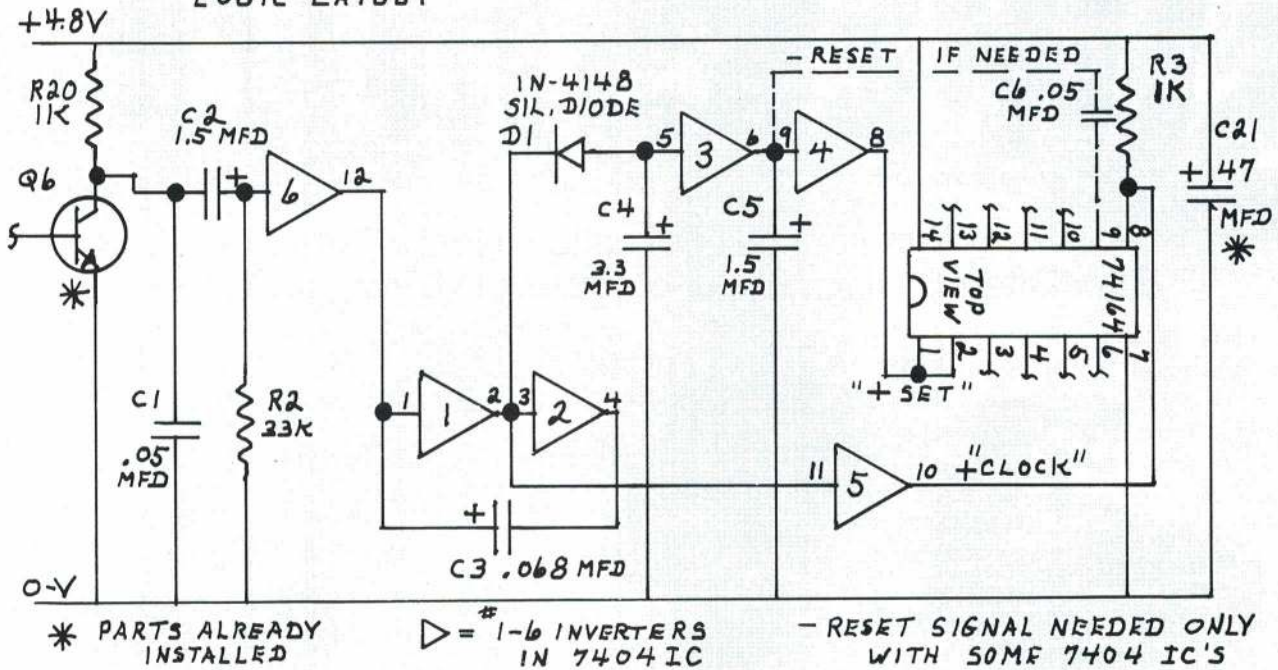 +4.8V
R20
1K
C2
1.5 MFD
Q6
*
+
6
12
C1
.05
MFD
R2
33K
1N-4148
SIL. DIODE
D1
5
3
6
9
4
8
- RESET
IF NEEDED
C6 .05
MFD
R3
1K
C21
+ 47
MFD
*
C4
+
3.3
MFD
C5
+
1.5
MFD
14
13
12
11
10
9
8
TOP
VIEW
74164
1
2
3
4
5
6
7
"+ SET"
1
1
2
3
2
4
11
5
10
+"CLOCK"
+
C3 .068 MFD
0-V
* PARTS ALREADY
INSTALLED
▷ = # 1-6 INVERTERS
IN 7404 IC
- RESET SIGNAL NEEDED ONLY
WITH SOME 7404 IC'S